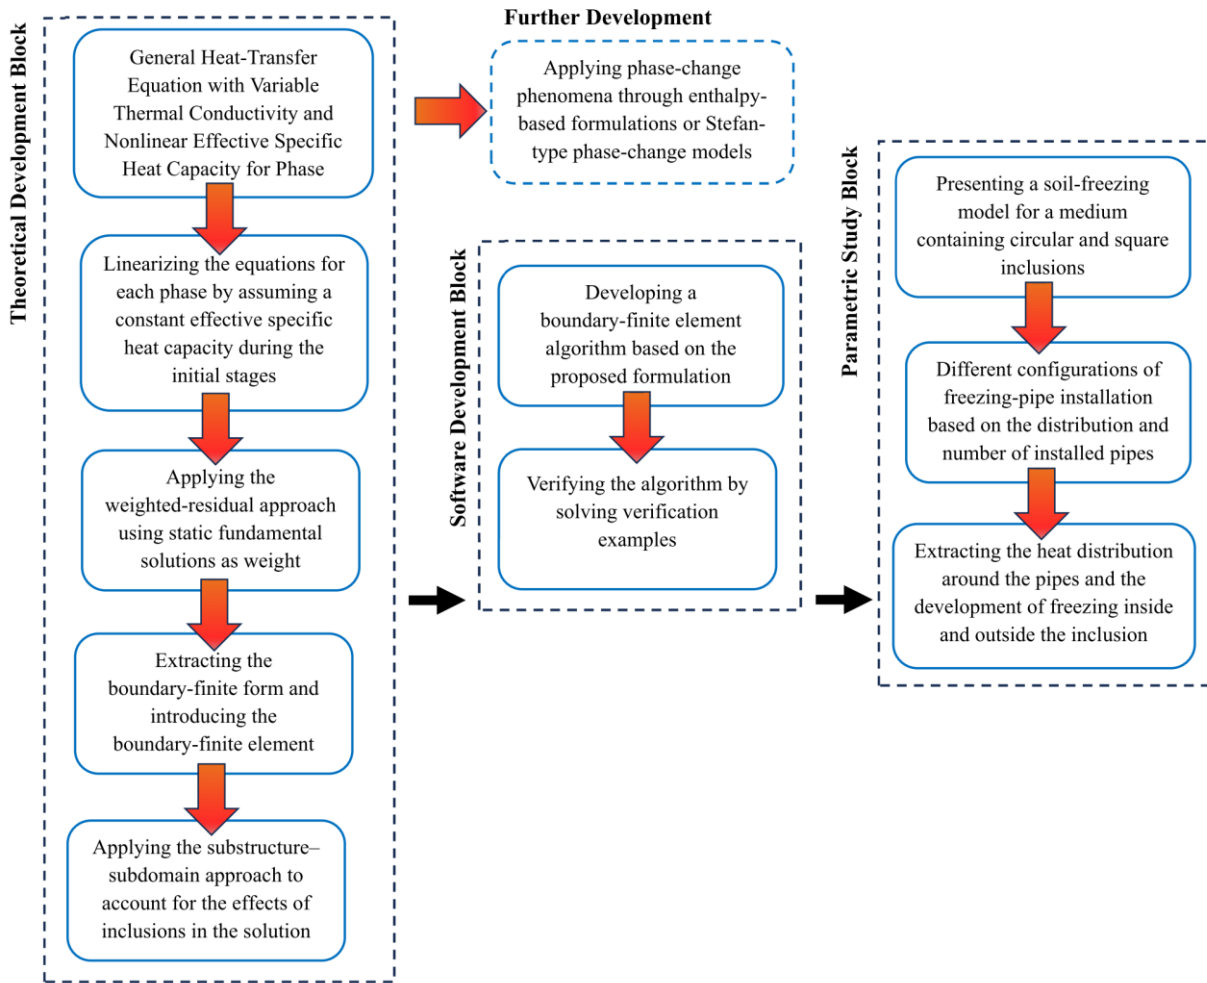 Theoretical Development Block
General Heat-Transfer
Equation with Variable
Thermal Conductivity and
Nonlinear Effective Specific
Heat Capacity for Phase
Linearizing the equations for
each phase by assuming a
constant effective specific
heat capacity during the
initial stages
Applying the
weighted-residual approach
using static fundamental
solutions as weight
Extracting the
boundary-finite form and
introducing the
boundary-finite element
Applying the substructure–
subdomain approach to
account for the effects of
inclusions in the solution
Further Development
Applying phase-change
phenomena through enthalpy-
based formulations or Stefan-
type phase-change models
Software Development Block
Developing a
boundary-finite element
algorithm based on the
proposed formulation
Verifying the algorithm by
solving verification
examples
Parametric Study Block
Presenting a soil-freezing
model for a medium
containing circular and square
inclusions
Different configurations of
freezing-pipe installation
based on the distribution and
number of installed pipes
Extracting the heat distribution
around the pipes and the
development of freezing inside
and outside the inclusion